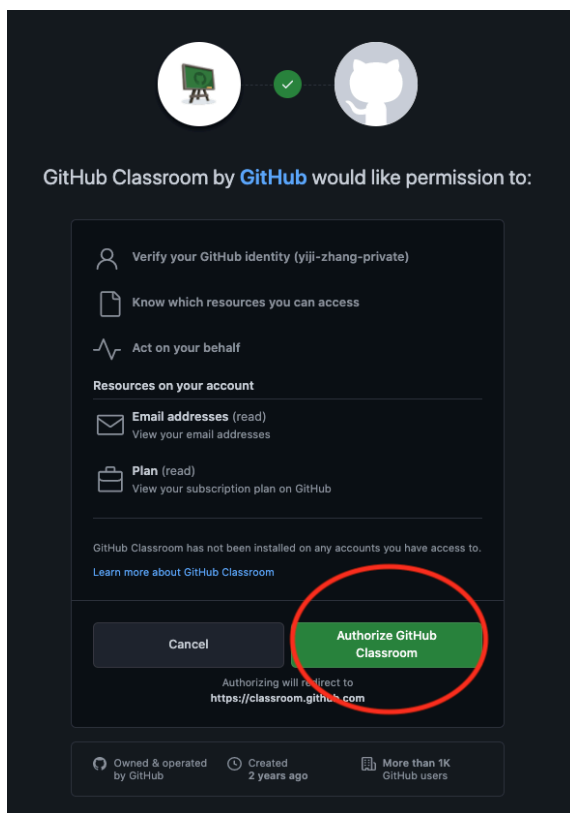 GitHub Classroom by GitHub would like permission to:
Verify your GitHub identity (yiji-zhang-private)
Know which resources you can access
Act on your behalf
Resources on your account
Email addresses (read)
View your email addresses
Plan (read)
View your subscription plan on GitHub
GitHub Classroom has not been installed on any accounts you have access to.
Learn more about GitHub Classroom
Cancel
Authorize GitHub
Classroom
Authorizing will redirect to
https://classroom.github.com
Owned & operated
by GitHub
Created
2 years ago
More than 1K
GitHub users